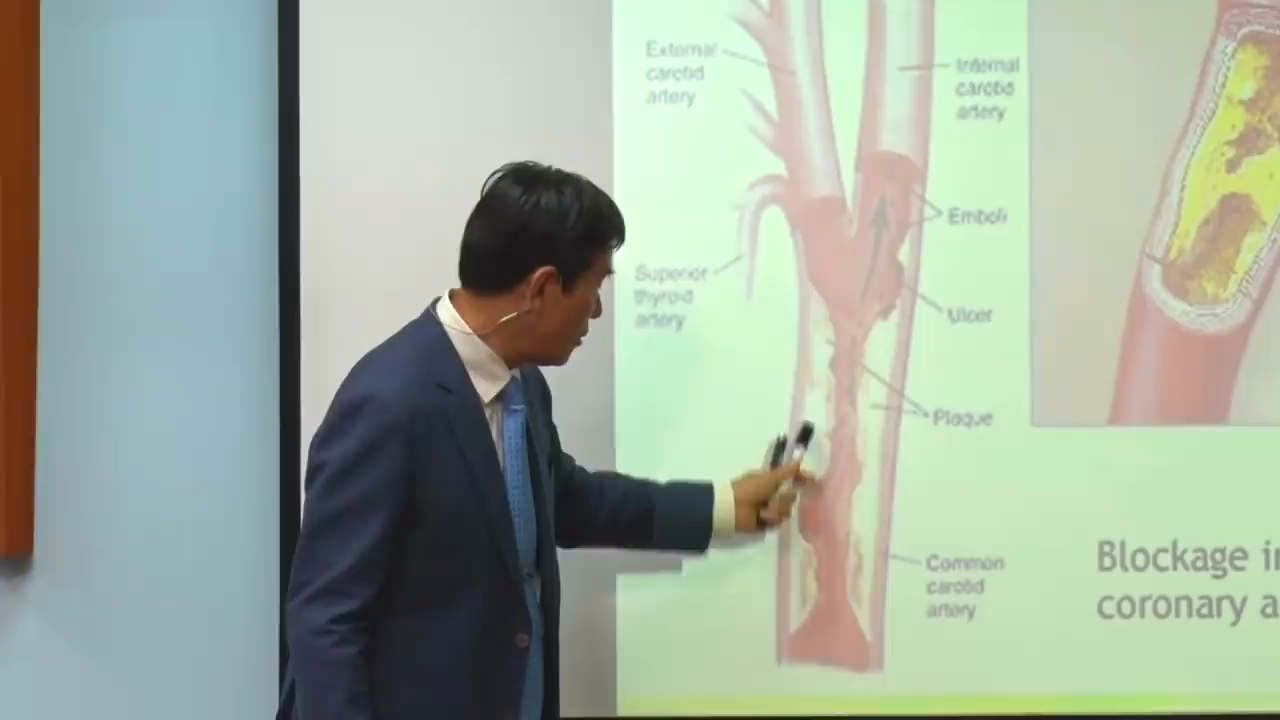 External
carotid
artery
Internal
carotid
artery
Emboli
Superior
thyroid
artery
Ulcer
Plaque
Common
carotid
artery
Blockage i
coronary a